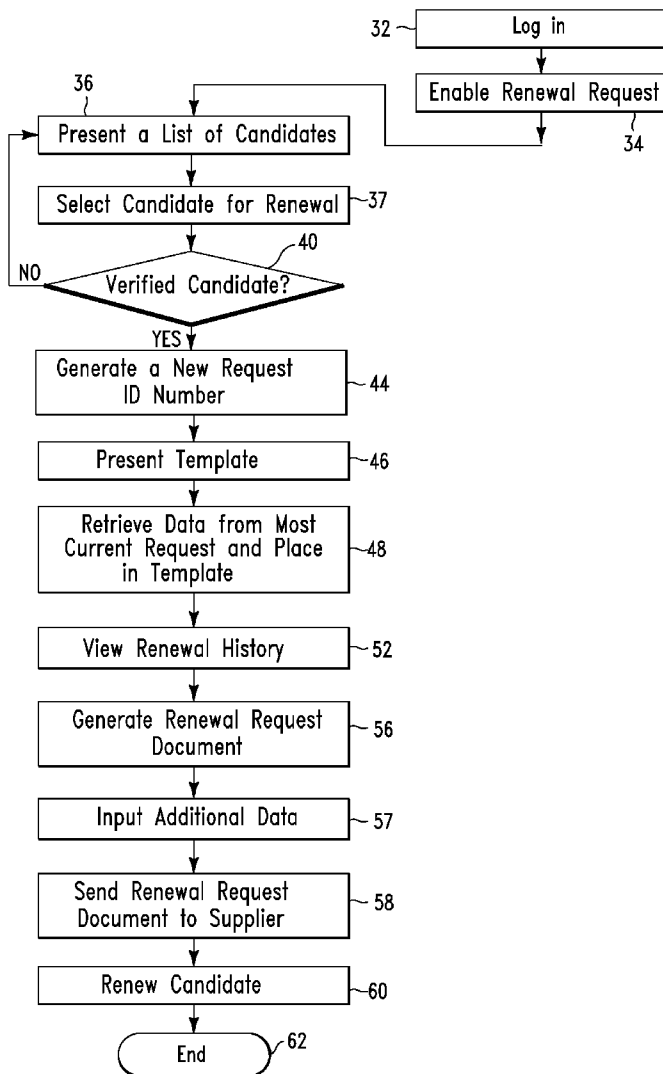 32
Log in
Enable Renewal Request
34
36
Present a List of Candidates
Select Candidate for Renewal
37
40
NO
Verified Candidate?
YES
Generate a New Request
ID Number
44
Present Template
46
Retrieve Data from Most
Current Request and Place
in Template
48
View Renewal History
52
Generate Renewal Request
Document
56
Input Additional Data
57
Send Renewal Request
Document to Supplier
58
Renew Candidate
60
End
62